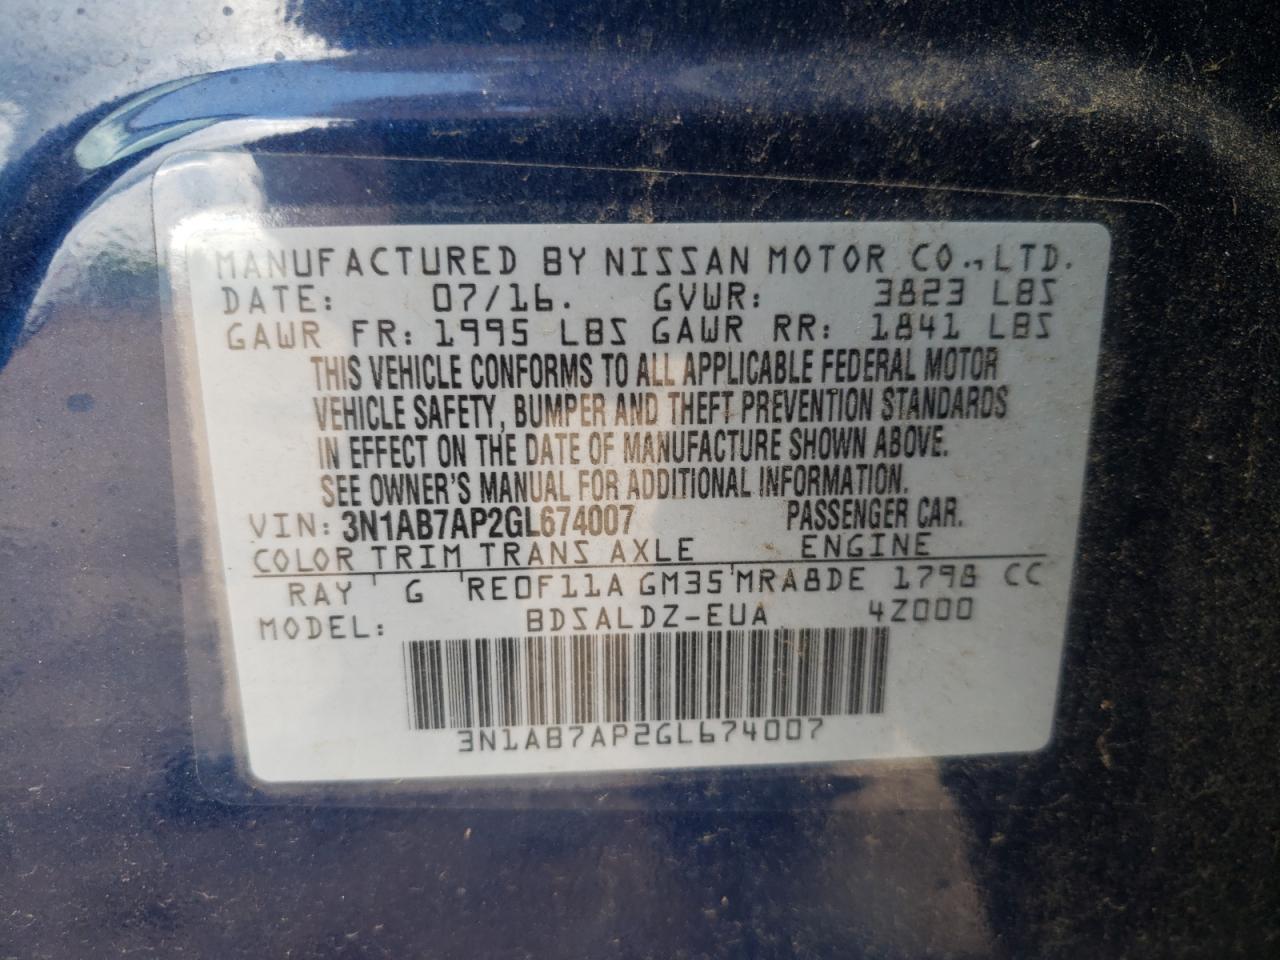 MANUFACTURED BY NISSAN MOTOR CO., LTD.
DATE: 07/16. GVWR: 3823 LBS
GAWR FR: 1995 LBS GAWR RR: 1841 LBS
THIS VEHICLE CONFORMS TO ALL APPLICABLE FEDERAL MOTOR
VEHICLE SAFETY, BUMPER AND THEFT PREVENTION STANDARDS
IN EFFECT ON THE DATE OF MANUFACTURE SHOWN ABOVE.
SEE OWNER'S MANUAL FOR ADDITIONAL INFORMATION.
VIN: 3N1AB7AP2GL674007 PASSENGER CAR.
COLOR TRIM TRANS AXLE ENGINE
RAY G RE0F11A GM35 MRA8DE 1798 CC
MODEL: BDSALDZ-EUA 4Z000
3N1AB7AP2GL674007